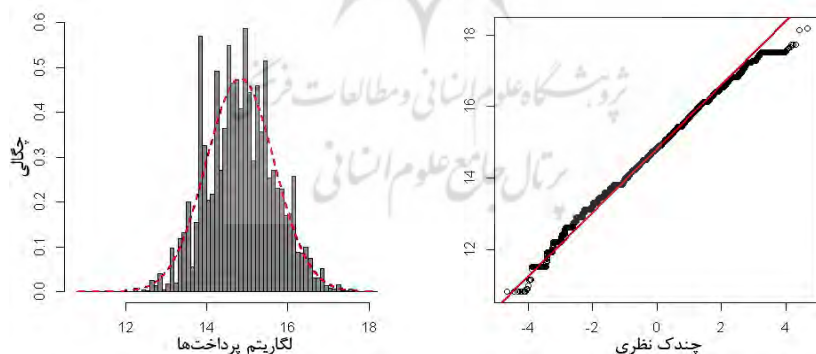 0.6
0.5
0.4
0.3
0.2
0.1
0.0
چگالی
12 14 16 18
لگاریتم پرداخت‌ها
18
16
14
12
-4 -2 0 2 4
چندک نظری
پژوهشگاه علوم انسانی و مطالعات فرهنگی
پرتال جامع علوم انسانی